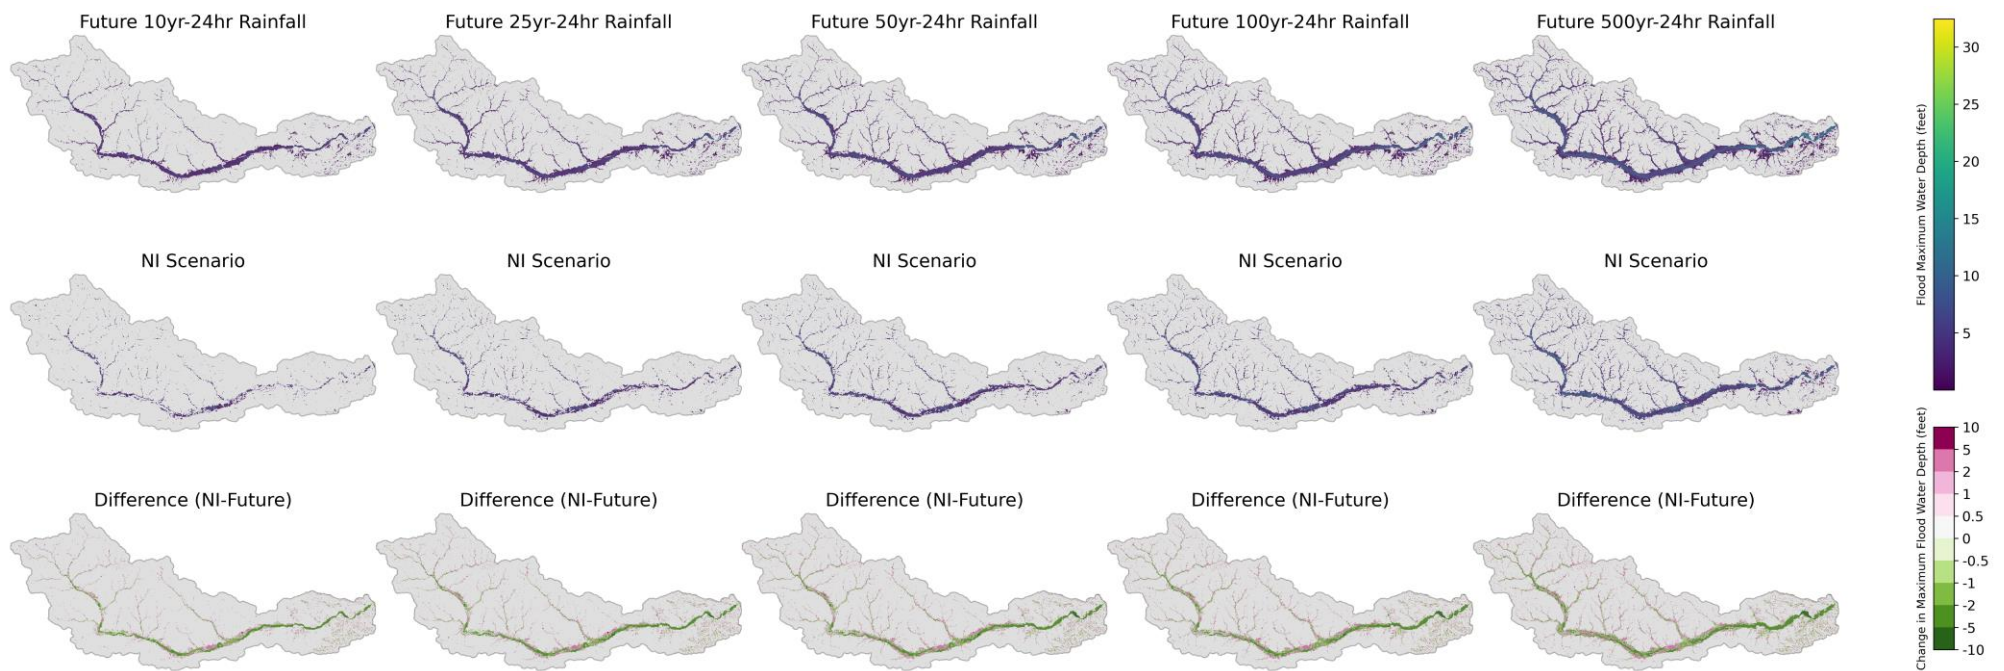 Future 10yr-24hr Rainfall
Future 25yr-24hr Rainfall
Future 50yr-24hr Rainfall
Future 100yr-24hr Rainfall
Future 500yr-24hr Rainfall
NI Scenario
NI Scenario
NI Scenario
NI Scenario
NI Scenario
Difference (NI-Future)
Difference (NI-Future)
Difference (NI-Future)
Difference (NI-Future)
Difference (NI-Future)
Flood Maximum Water Depth (feet)
30
25
20
15
10
5
Change in Maximum Flood Water Depth (feet)
10
5
2
1
0.5
0
-0.5
-1
-2
-5
-10